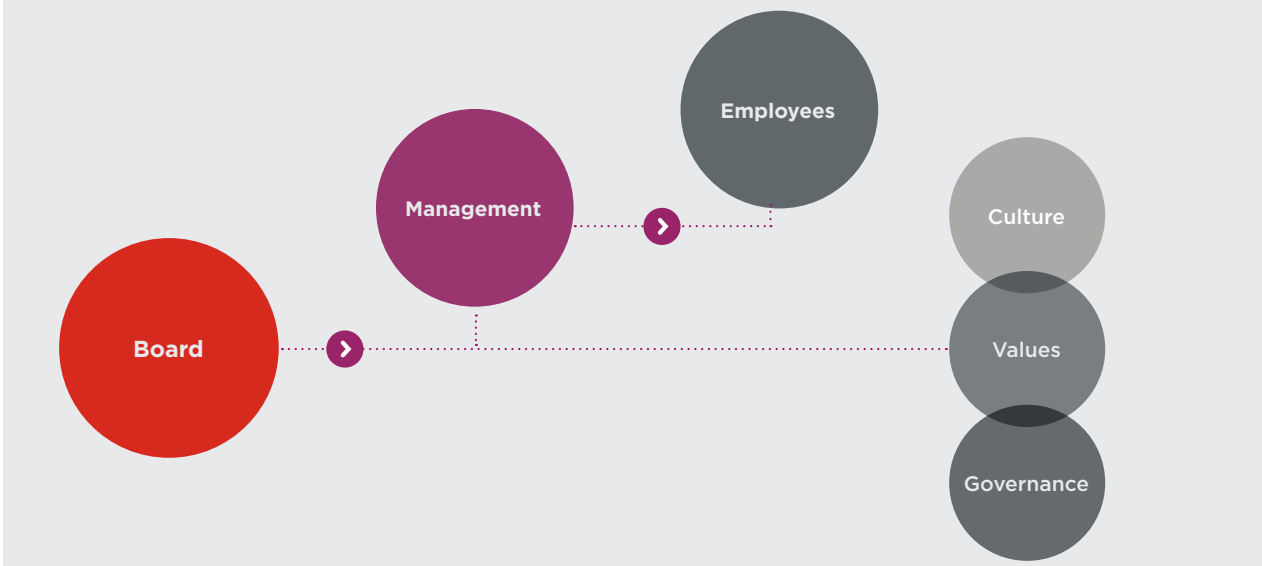 Employees
Management
Culture
Board
Values
Governance